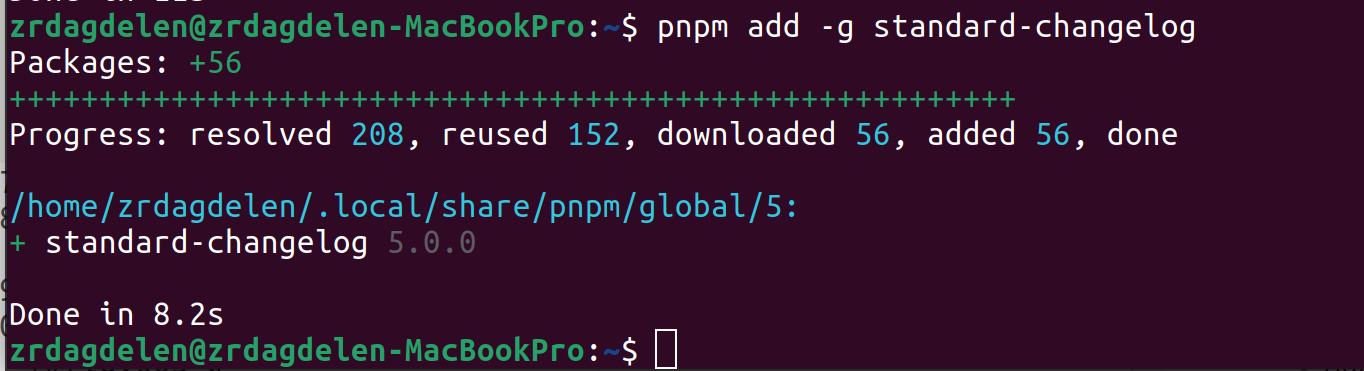 zrdagdelen@zrdagdelen-MacBookPro:~$ pnpm add -g standard-changelog
Packages: +56
++++++++++++++++++++++++++++++++++++++++++++++++++++++++
Progress: resolved 208, reused 152, downloaded 56, added 56, done
/home/zrdagdelen/.local/share/pnpm/global/5:
+ standard-changelog 5.0.0
Done in 8.2s
zrdagdelen@zrdagdelen-MacBookPro:~$